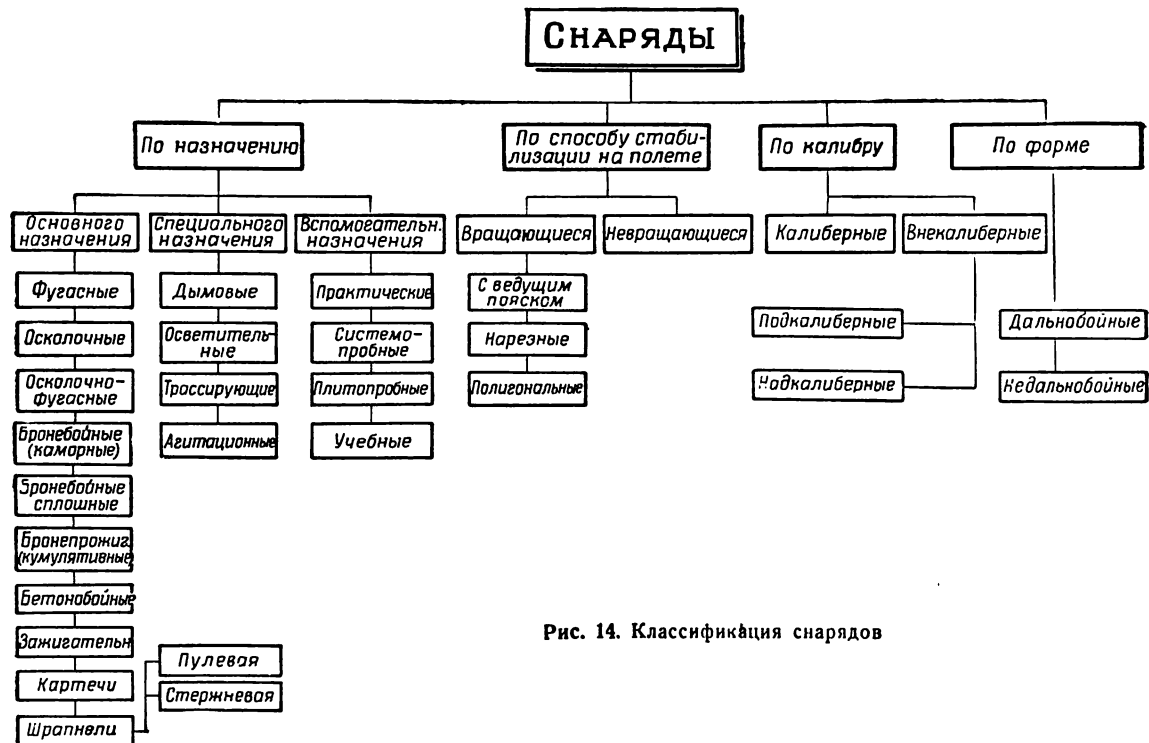 СНАРЯДЫ
По назначению
По способу стаби-
лизации на полете
По калибру
По форме
Основного
назначения
Специального
назначения
Вспомогательн.
назначения
Вращающиеся
Невращающиеся
Калиберные
Внекалиберные
Фугасные
Осколочные
Осколочно-
фугасные
Бронебойные
(каморные)
Бронебойные
сплошные
Бронепрожиг.
(кумулятивные)
Бетонобойные
Зажигательн
Картечи
Шрапнели
Пулевая
Стержневая
Дымовые
Осветитель-
ные
Трассирующие
Агитационные
Практические
Системо-
пробные
Плитопробные
Учебные
С ведущим
пояском
Нарезные
Полигональные
Подкалиберные
Надкалиберные
Дальнобойные
Недальнобойные
Рис. 14. Классификация снарядов